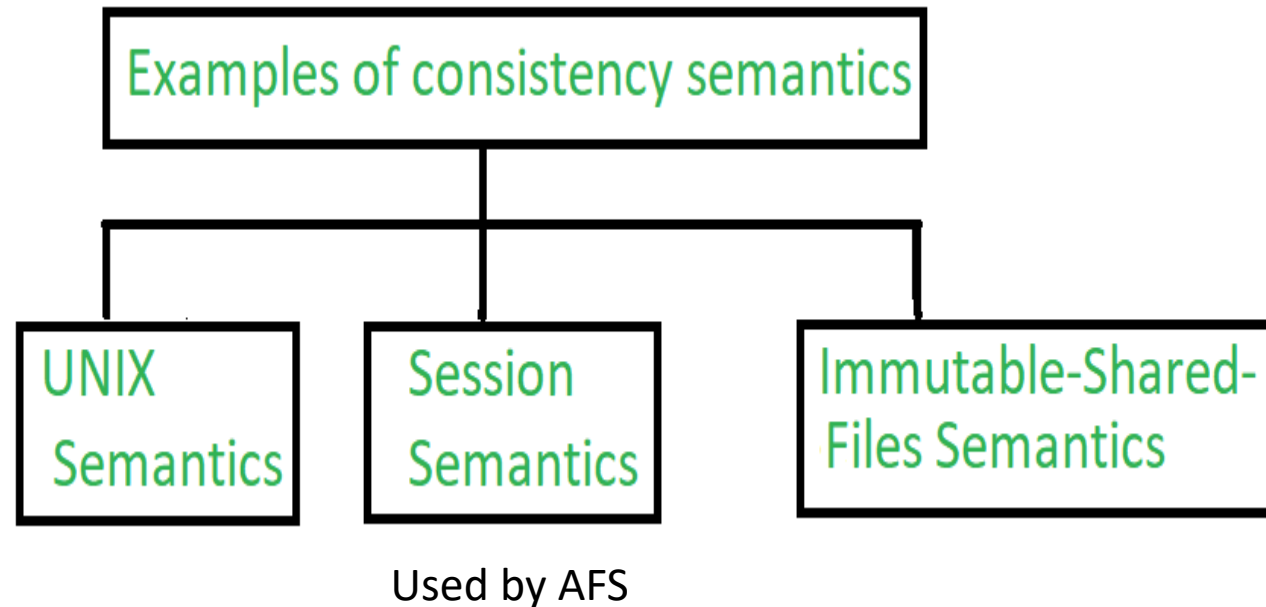 Examples of consistency semantics
UNIX
Semantics
Session
Semantics
Immutable-Shared-
Files Semantics
Used by AFS